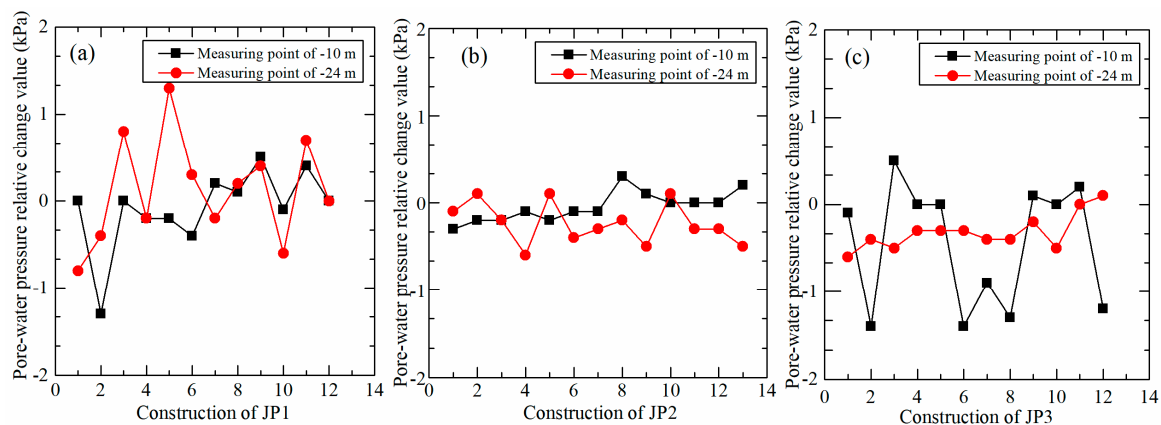 (a)
Measuring point of -10 m
Measuring point of -24 m
Pore-water pressure relative change value (kPa)
2
1
0
-1
-2
0 2 4 6 8 10 12 14
Construction of JP1
(b)
Measuring point of -10 m
Measuring point of -24 m
Pore-water pressure relative change value (kPa)
2
1
0
-1
-2
0 2 4 6 8 10 12 14
Construction of JP2
(c)
Measuring point of -10 m
Measuring point of -24 m
Pore-water pressure relative change value (kPa)
2
1
0
-1
-2
0 2 4 6 8 10 12 14
Construction of JP3